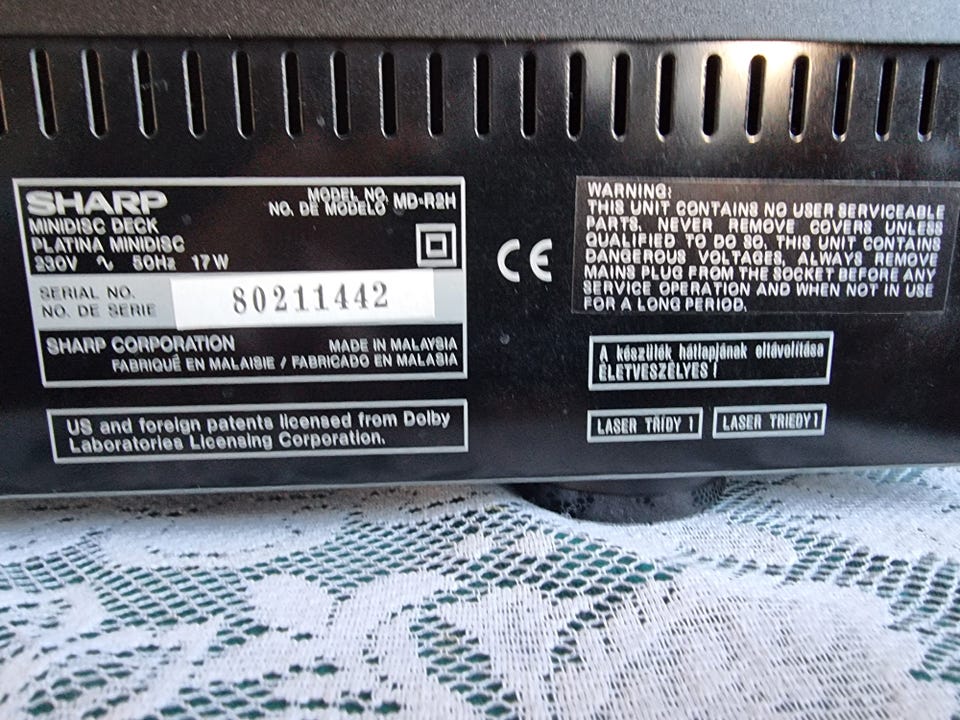 SHARP
MODEL NO.
NO. DE MODELO MD-R2H
MINIDISC DECK
PLATINA MINIDISC
230V ∿ 50Hz 17W
SERIAL NO.
NO. DE SERIE
80211442
SHARP CORPORATION
MADE IN MALAYSIA
FABRIQUÉ EN MALAISIE / FABRICADO EN MALASIA
US and foreign patents licensed from Dolby
Laboratories Licensing Corporation.
CE
WARNING:
THIS UNIT CONTAINS NO USER SERVICEABLE
PARTS. NEVER REMOVE COVERS UNLESS
QUALIFIED TO DO SO. THIS UNIT CONTAINS
DANGEROUS VOLTAGES, ALWAYS REMOVE
MAINS PLUG FROM THE SOCKET BEFORE ANY
SERVICE OPERATION AND WHEN NOT IN USE
FOR A LONG PERIOD.
A készülék hátlapjának eltávolítása
ÉLETVESZÉLYES !
LASER TŘÍDY 1
LASER TRIEDY 1